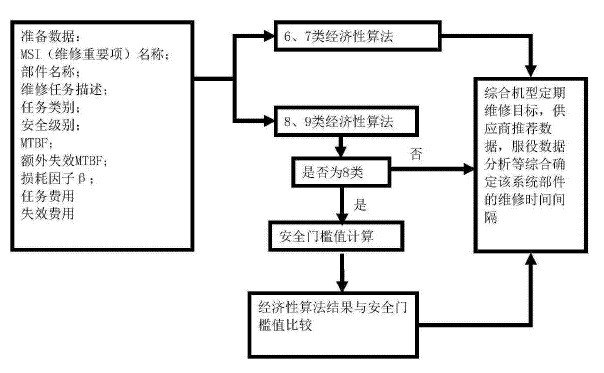 准备数据：
MSI（维修重要项）名称；
部件名称；
维修任务描述；
任务类别；
安全级别；
MTBF；
额外失效MTBF；
损耗因子β；
任务费用
失效费用
6、7类经济性算法
8、9类经济性算法
是否为8类
否
是
安全门槛值计算
经济性算法结果与安全门
槛值比较
综合机型定期
维修目标，供
应商推荐数
据，服役数据
分析等综合确
定该系统部件
的维修时间间
隔